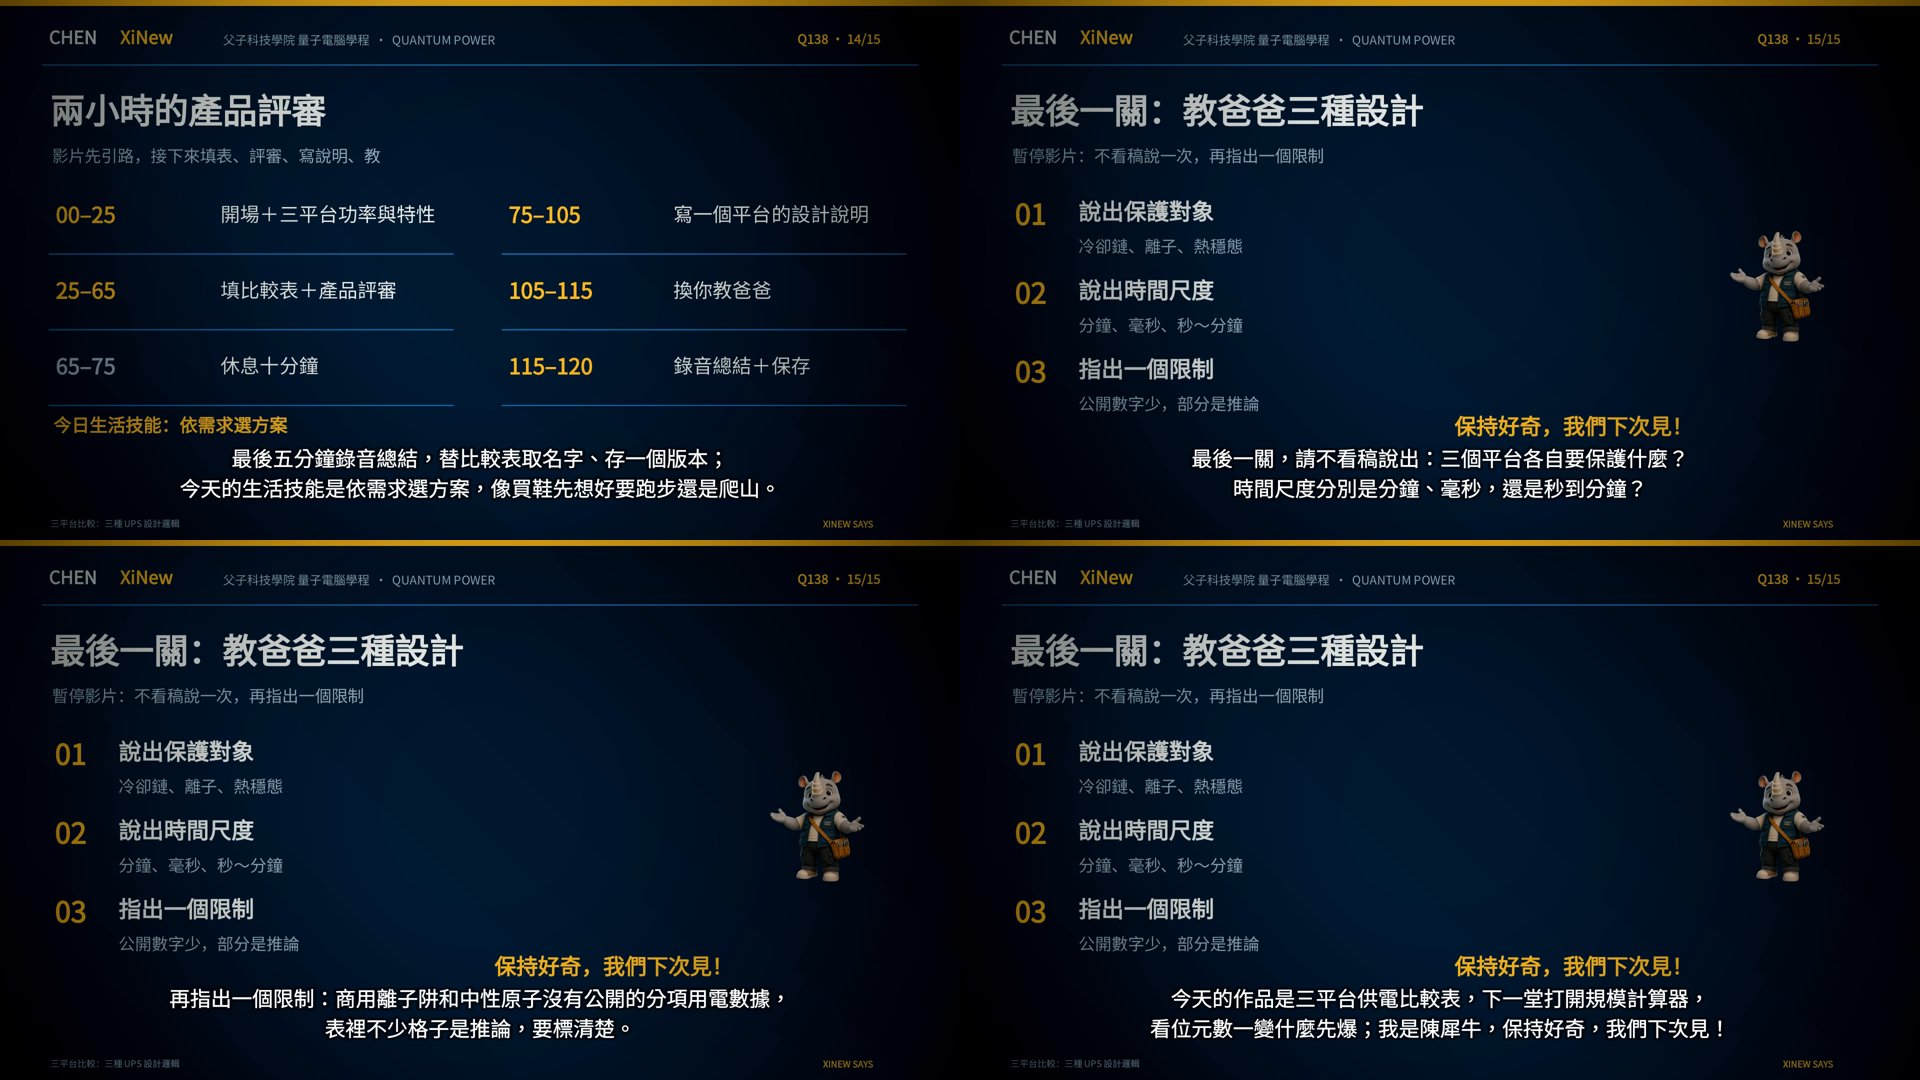 CHEN XiNew 父子科技學院 量子電腦學程 · QUANTUM POWER Q138 · 14/15
兩小時的產品評審
影片先引路，接下來填表、評審、寫說明、教
00–25 開場＋三平台功率與特性
75–105 寫一個平台的設計說明
25–65 填比較表＋產品評審
105–115 換你教爸爸
65–75 休息十分鐘
115–120 錄音總結＋保存
今日生活技能：依需求選方案
最後五分鐘錄音總結，替比較表取名字、存一個版本；
今天的生活技能是依需求選方案，像買鞋先想好要跑步還是爬山。
三平台比較：三種 UPS 設計邏輯 XINEW SAYS
CHEN XiNew 父子科技學院 量子電腦學程 · QUANTUM POWER Q138 · 15/15
最後一關：教爸爸三種設計
暫停影片：不看稿說一次，再指出一個限制
01 說出保護對象
冷卻鏈、離子、熱穩態
02 說出時間尺度
分鐘、毫秒、秒～分鐘
03 指出一個限制
公開數字少，部分是推論
保持好奇，我們下次見！
最後一關，請不看稿說出：三個平台各自要保護什麼？
時間尺度分別是分鐘、毫秒，還是秒到分鐘？
三平台比較：三種 UPS 設計邏輯 XINEW SAYS
CHEN XiNew 父子科技學院 量子電腦學程 · QUANTUM POWER Q138 · 15/15
最後一關：教爸爸三種設計
暫停影片：不看稿說一次，再指出一個限制
01 說出保護對象
冷卻鏈、離子、熱穩態
02 說出時間尺度
分鐘、毫秒、秒～分鐘
03 指出一個限制
公開數字少，部分是推論
保持好奇，我們下次見！
再指出一個限制：商用離子阱和中性原子沒有公開的分項用電數據，
表裡不少格子是推論，要標清楚。
三平台比較：三種 UPS 設計邏輯 XINEW SAYS
CHEN XiNew 父子科技學院 量子電腦學程 · QUANTUM POWER Q138 · 15/15
最後一關：教爸爸三種設計
暫停影片：不看稿說一次，再指出一個限制
01 說出保護對象
冷卻鏈、離子、熱穩態
02 說出時間尺度
分鐘、毫秒、秒～分鐘
03 指出一個限制
公開數字少，部分是推論
保持好奇，我們下次見！
今天的作品是三平台供電比較表，下一堂打開規模計算器，
看位元數一變什麼先爆；我是陳犀牛，保持好奇，我們下次見！
三平台比較：三種 UPS 設計邏輯 XINEW SAYS